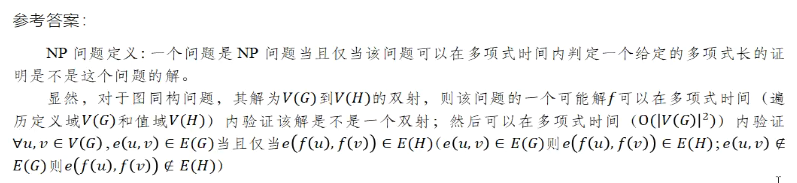 参考答案：
NP 问题定义：一个问题是 NP 问题当且仅当该问题可以在多项式时间内判定一个给定的多项式长的证
明是不是这个问题的解。
显然，对于图同构问题，其解为V(G)到V(H)的双射，则该问题的一个可能解f可以在多项式时间（遍
历定义域V(G)和值域V(H)）内验证该解是不是一个双射；然后可以在多项式时间（O(|V(G)|²)）内验证
∀u, v ∈ V(G) , e(u, v) ∈ E(G)当且仅当e(f(u), f(v)) ∈ E(H)（e(u, v) ∈ E(G)则e(f(u), f(v)) ∈ E(H); e(u, v) ∉
E(G)则e(f(u), f(v)) ∉ E(H)）